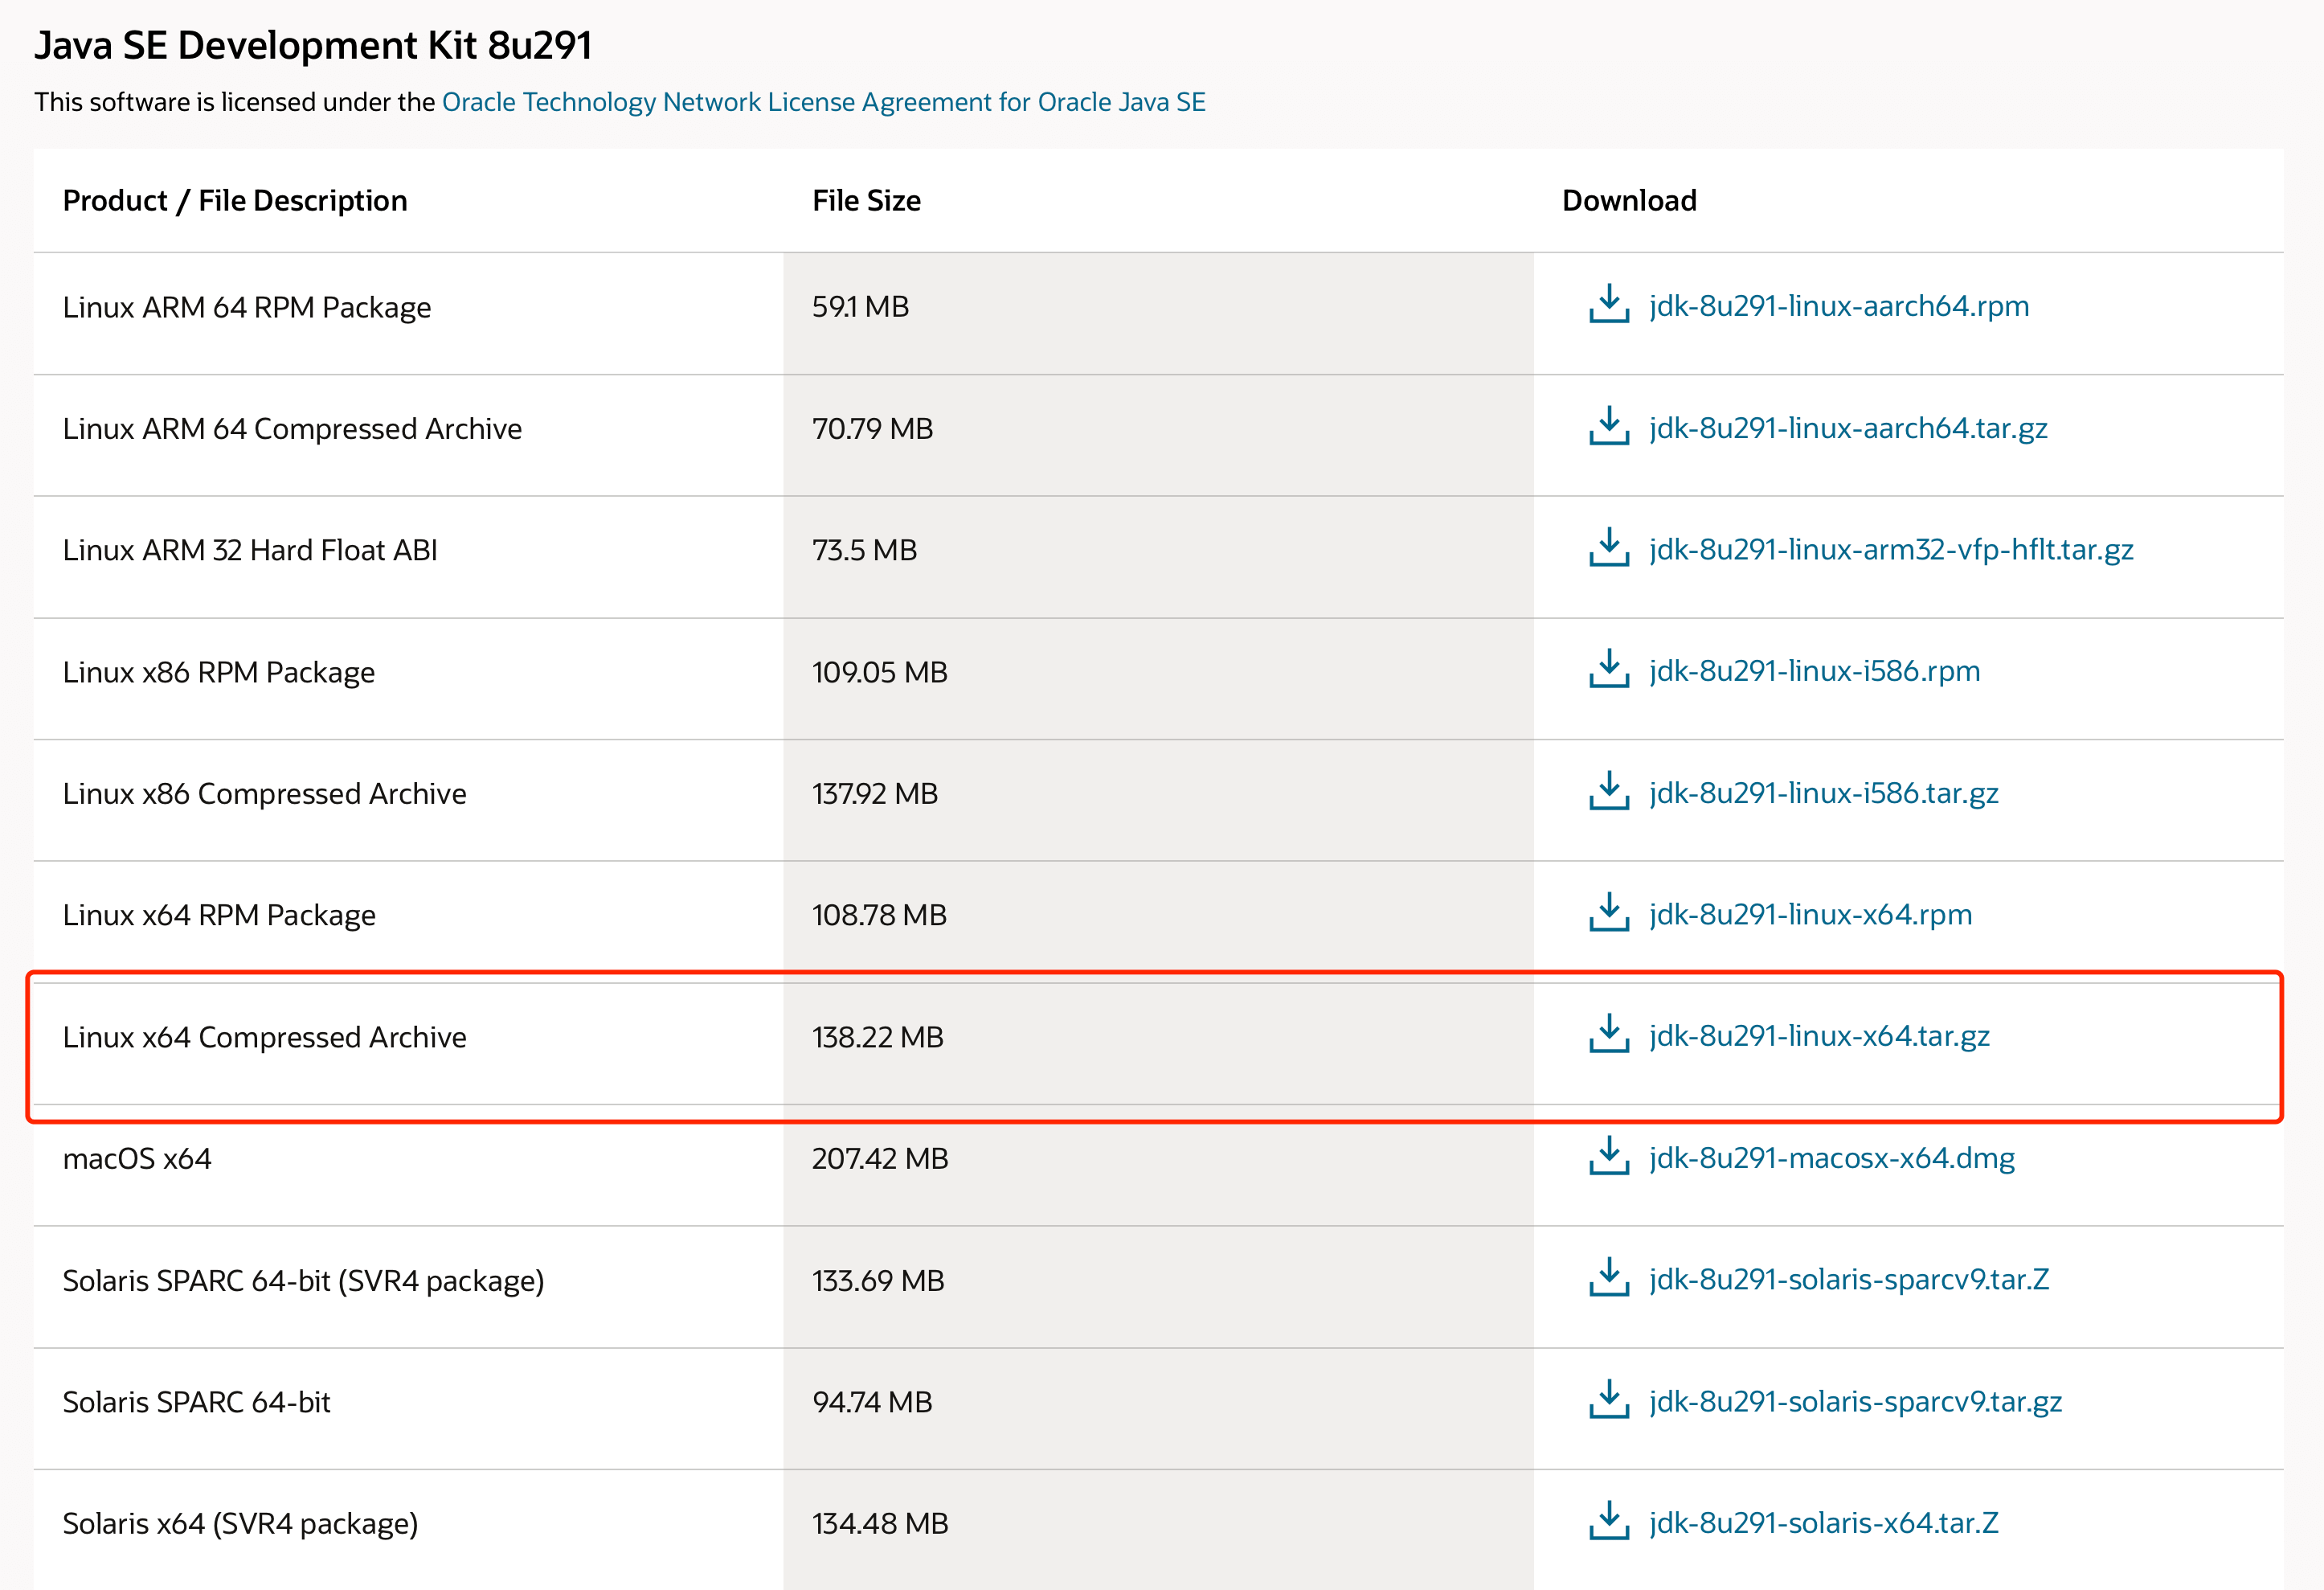 Java SE Development Kit 8u291
This software is licensed under the Oracle Technology Network License Agreement for Oracle Java SE
Product / File Description File Size Download
Linux ARM 64 RPM Package 59.1 MB jdk-8u291-linux-aarch64.rpm
Linux ARM 64 Compressed Archive 70.79 MB jdk-8u291-linux-aarch64.tar.gz
Linux ARM 32 Hard Float ABI 73.5 MB jdk-8u291-linux-arm32-vfp-hflt.tar.gz
Linux x86 RPM Package 109.05 MB jdk-8u291-linux-i586.rpm
Linux x86 Compressed Archive 137.92 MB jdk-8u291-linux-i586.tar.gz
Linux x64 RPM Package 108.78 MB jdk-8u291-linux-x64.rpm
Linux x64 Compressed Archive 138.22 MB jdk-8u291-linux-x64.tar.gz
macOS x64 207.42 MB jdk-8u291-macosx-x64.dmg
Solaris SPARC 64-bit (SVR4 package) 133.69 MB jdk-8u291-solaris-sparcv9.tar.Z
Solaris SPARC 64-bit 94.74 MB jdk-8u291-solaris-sparcv9.tar.gz
Solaris x64 (SVR4 package) 134.48 MB jdk-8u291-solaris-x64.tar.Z